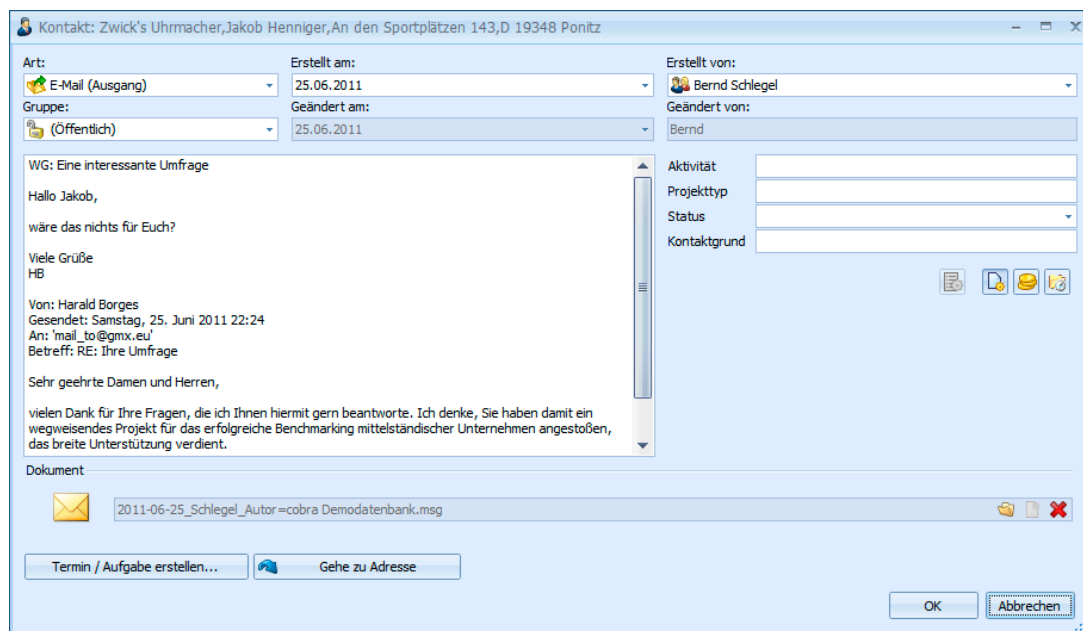 Kontakt: Zwick's Uhrmacher,Jakob Henniger,An den Sportplätzen 143,D 19348 Ponitz
Art:
Erstellt am:
Erstellt von:
E-Mail (Ausgang)
25.06.2011
Bernd Schlegel
Gruppe:
Geändert am:
Geändert von:
(Öffentlich)
25.06.2011
Bernd
WG: Eine interessante Umfrage
Hallo Jakob,
wäre das nichts für Euch?
Viele Grüße
HB
Von: Harald Borges
Gesendet: Samstag, 25. Juni 2011 22:24
An: 'mail_to@gmx.eu'
Betreff: RE: Ihre Umfrage
Sehr geehrte Damen und Herren,
vielen Dank für Ihre Fragen, die ich Ihnen hiermit gern beantworte. Ich denke, Sie haben damit ein
wegweisendes Projekt für das erfolgreiche Benchmarking mittelständischer Unternehmen angestoßen,
das breite Unterstützung verdient.
Aktivität
Projekttyp
Status
Kontaktgrund
Dokument
2011-06-25_Schlegel_Autor=cobra Demodatenbank.msg
Termin / Aufgabe erstellen...
Gehe zu Adresse
OK
Abbrechen